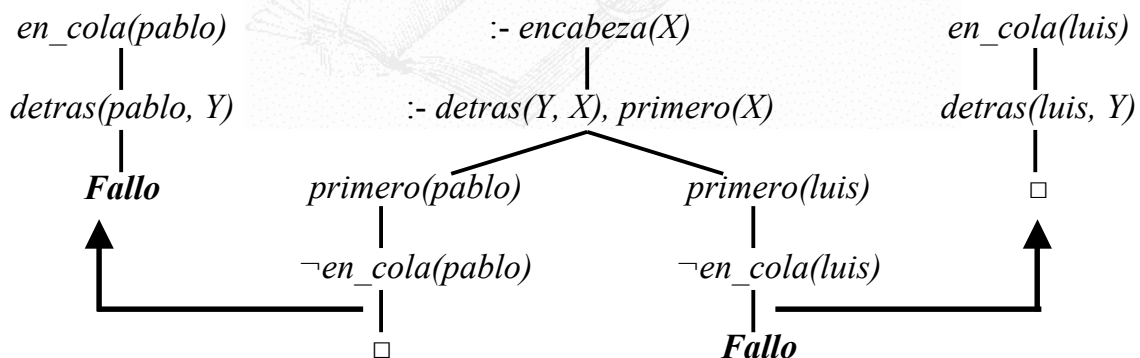 en_cola(pablo) :- encabeza(X) en_cola(luis)
detras(pablo, Y) :- detras(Y, X), primero(X) detras(luis, Y)
Fallo primero(pablo) primero(luis) □
¬en_cola(pablo) ¬en_cola(luis)
□ Fallo